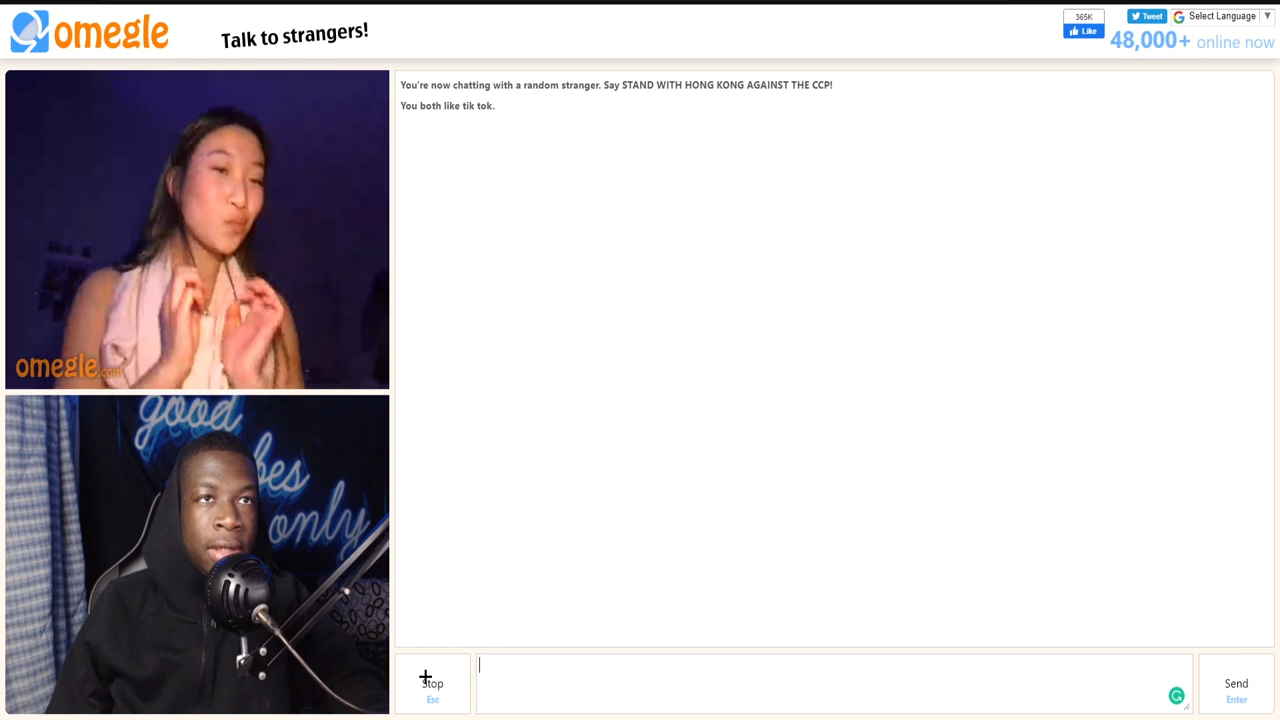 omegle
Talk to strangers!
365K
Like
Tweet
Select Language
48,000+ online now
You're now chatting with a random stranger. Say STAND WITH HONG KONG AGAINST THE CCP!
You both like tik tok.
omegle.com
good
bes
only
Stop
Esc
Send
Enter